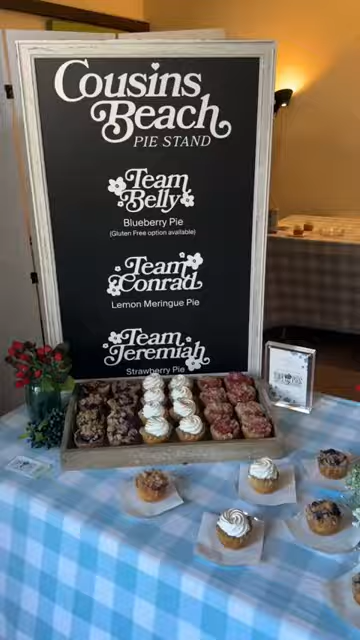 Cousins
Beach
PIE STAND
Team
Belly
Blueberry Pie
(Gluten Free option available)
Team
Conrad
Lemon Meringue Pie
Team
Jeremiah
Strawberry Pie